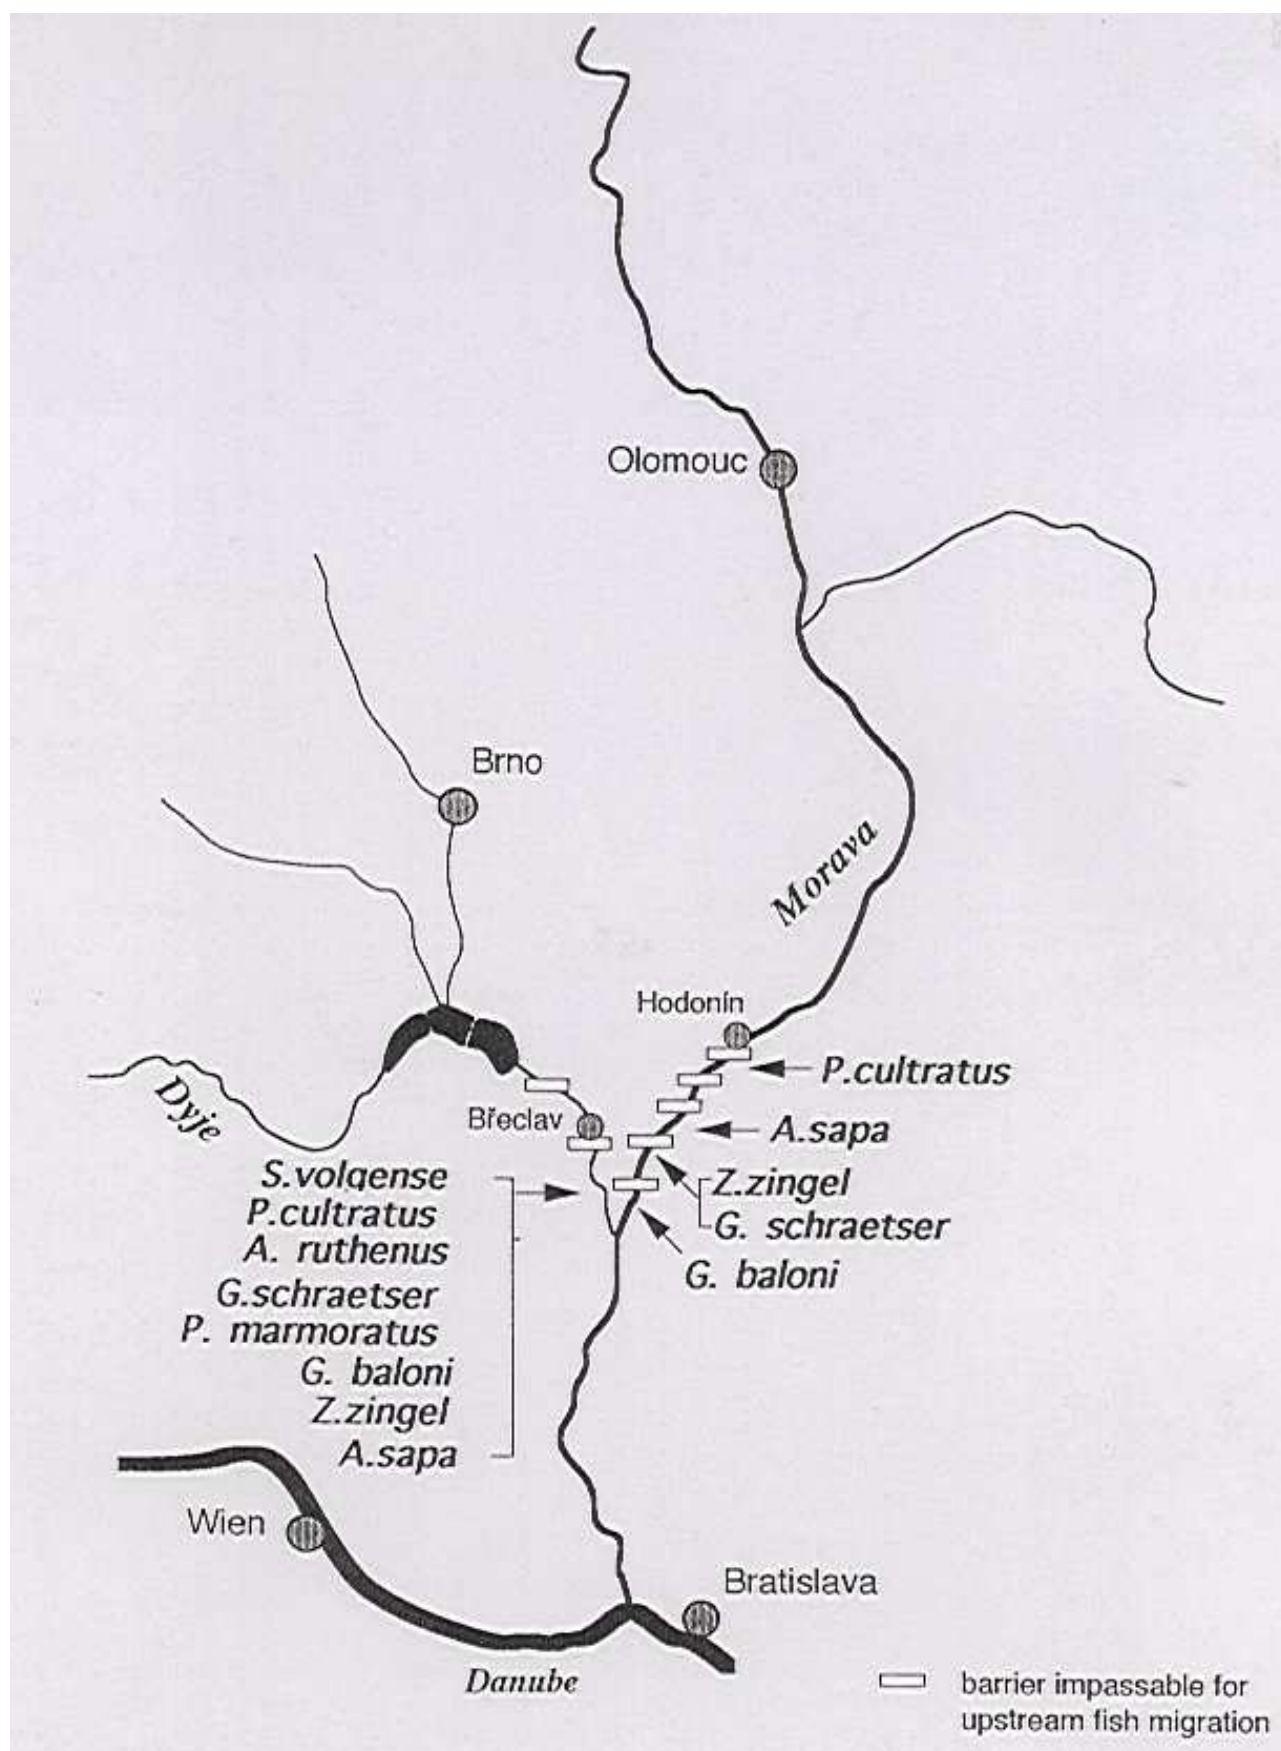 Olomouc
Brno
Morava
Hodonín
P.cultratus
Dyje
Břeclav
A.sapa
S.volgense
P.cultratus
A. ruthenus
G.schraetser
P. marmoratus
G. baloni
Z.zingel
A.sapa
Z.zingel
G. schraetser
G. baloni
Wien
Bratislava
Danube
barrier impassable for
upstream fish migration